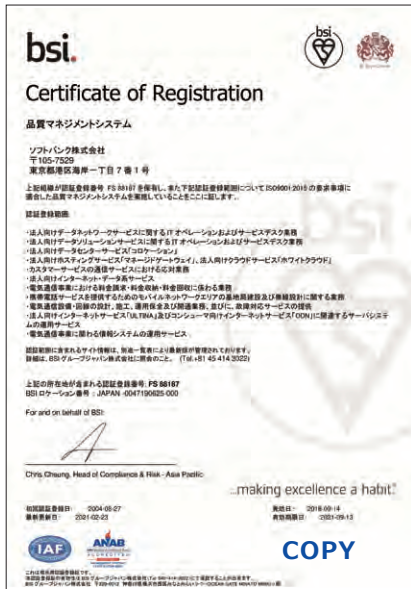 bsi.
bsi
By Royal Charter
Certificate of Registration
品質マネジメントシステム
ソフトバンク株式会社
〒105-7529
東京都港区海岸一丁目7番1号
上記組織が認証登録番号 FS 88187 を保有し、また下記認証登録範囲について ISO9001:2015 の要求事項に
適合した品質マネジメントシステムを実施していることをここに証します。
認証登録範囲:
・法人向けデータネットワークサービスに関する IT オペレーションおよびサービスデスク業務
・法人向けデータソリューションサービスに関する IT オペレーションおよびサービスデスク業務
・法人向けデータセンターサービス「コロケーション」
・法人向けホスティングサービス「マネージドゲートウェイ」、法人向けクラウドサービス「ホワイトクラウド」
・カスタマーサービスの通信サービスにおける応対業務
・法人向けインターネット・データ系サービス
・電気通信事業における料金請求・料金収納・料金回収に係わる業務
・携帯電話サービスを提供するためのモバイルネットワークエリアの基地局建設及び無線設計に関する業務
・電気通信設備・回線の設計、施工、運用保全及び関連業務、並びに、故障対応サービスの提供
・法人向けインターネットサービス「ULTINA」及びコンシューマ向けインターネットサービス「ODN」に関連するサーバシステ
ムの運用サービス
・電気通信事業に関わる情報システムの運用サービス
認証範囲に含まれるサイト情報は、別途一覧表により最新版が管理されております。
詳細は、BSI グループジャパン株式会社に照会のこと。 (Tel.+81 45 414 3022)
上記の所在地が含まれる認証登録番号: FS 88187
BSI ロケーション番号 : JAPAN -0047190625-000
For and on behalf of BSI:
Chris Cheung, Head of Compliance & Risk - Asia Pacific
...making excellence a habit.
初回認証登録日: 2004-08-27
発効日: 2018-09-14
最新更新日: 2021-02-23
有効期限日: 2021-09-13
IAF
ANAB
ACCREDITED
COPY